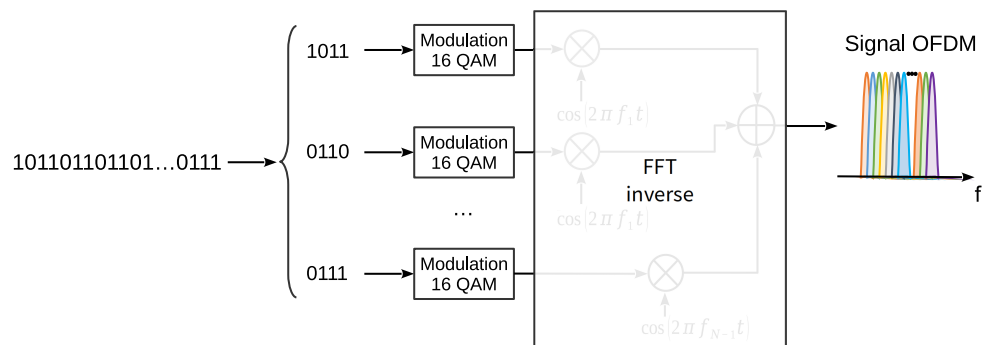 Signal OFDM
1011
Modulation
16 QAM
cos(2πf₁t)
101101101101…0111
0110
Modulation
16 QAM
FFT
inverse
cos(2πf₁t)
f
…
0111
Modulation
16 QAM
cos(2πf_{N−1}t)